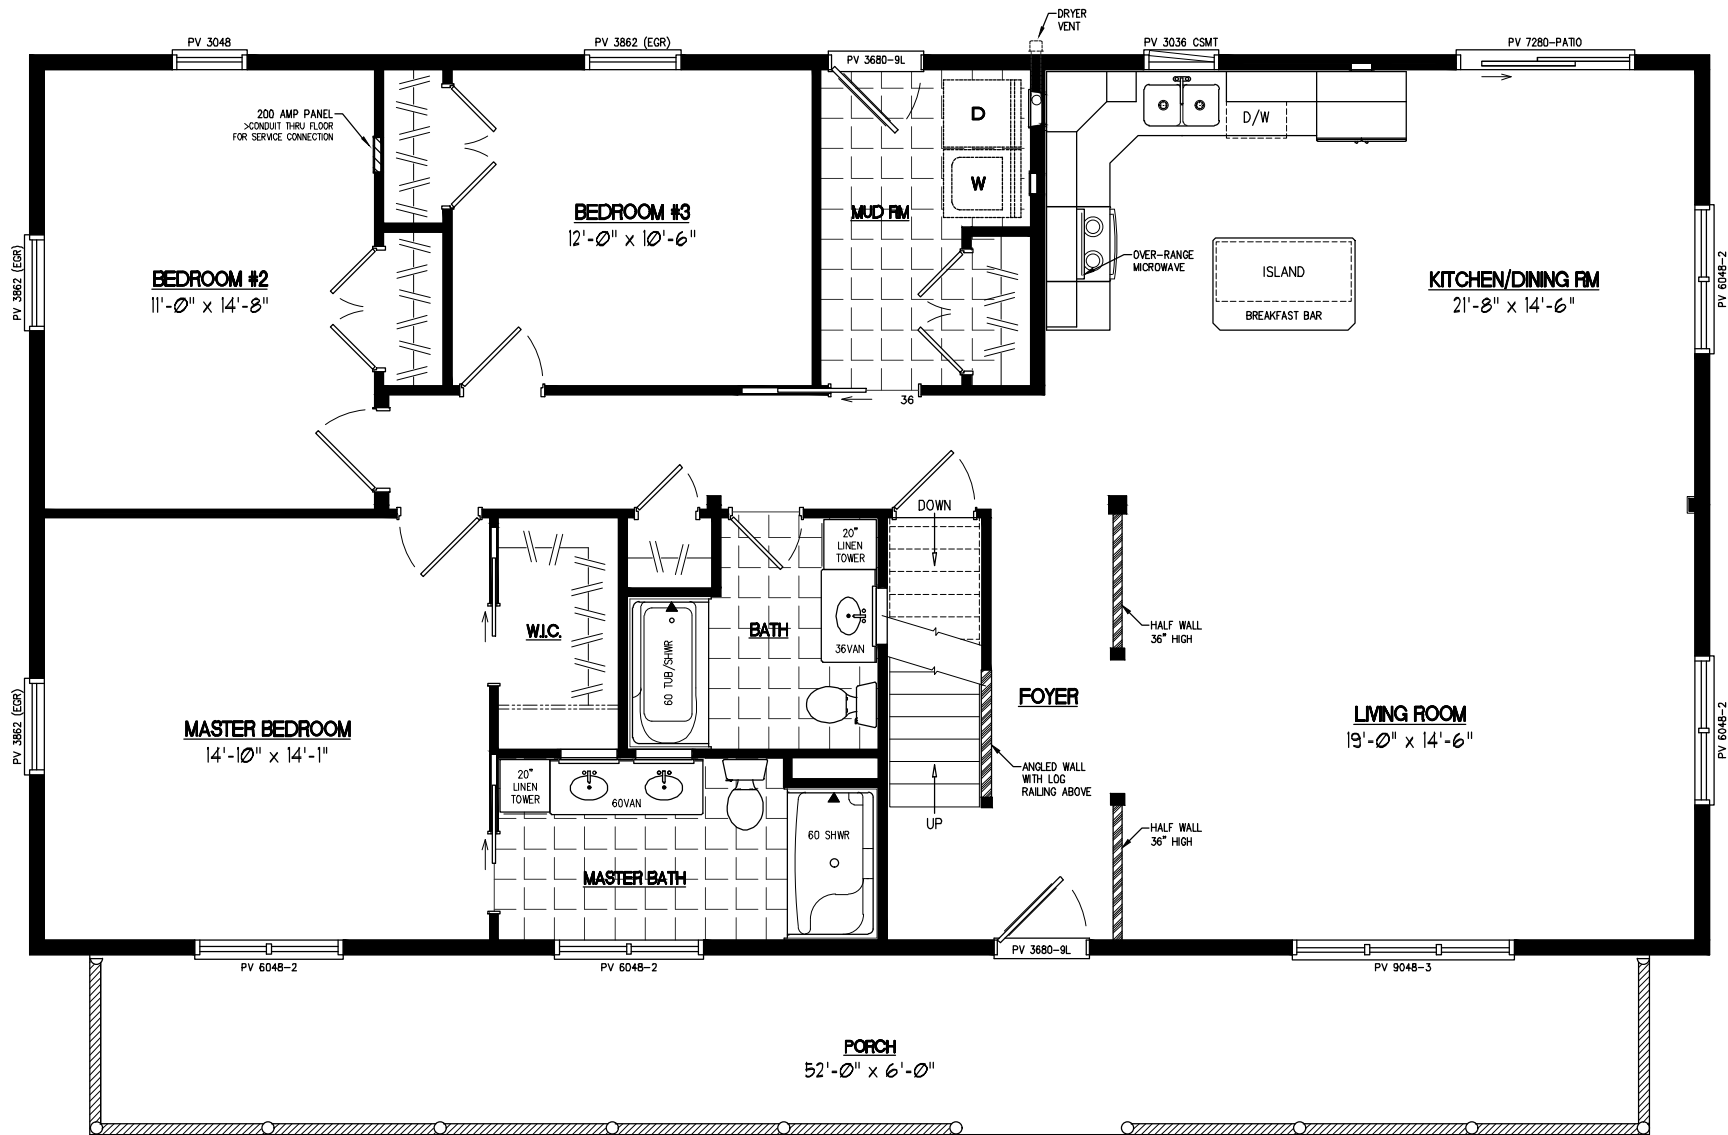 DRYER
VENT
PV 3048
PV 3862 (EGR)
PV 3680-9L
PV 3036 CSMT
PV 7280-PATIO
200 AMP PANEL
>CONDUIT THRU FLOOR
FOR SERVICE CONNECTION
D
W
D/W
BEDROOM #3
12'-0" x 10'-6"
MUD RM
BEDROOM #2
11'-0" x 14'-8"
PV 3862 (EGR)
OVER-RANGE
MICROWAVE
ISLAND
BREAKFAST BAR
KITCHEN/DINING RM
21'-8" x 14'-6"
PV 6048-2
36
DOWN
20"
LINEN
TOWER
W.I.C.
BATH
36VAN
60 TUB/SHWR
HALF WALL
36" HIGH
FOYER
MASTER BEDROOM
14'-10" x 14'-1"
PV 3862 (EGR)
LIVING ROOM
19'-0" x 14'-6"
PV 6048-2
20"
LINEN
TOWER
60VAN
60 SHWR
ANGLED WALL
WITH LOG
RAILING ABOVE
UP
HALF WALL
36" HIGH
MASTER BATH
PV 3680-9L
PV 6048-2
PV 6048-2
PV 9048-3
PORCH
52'-0" x 6'-0"